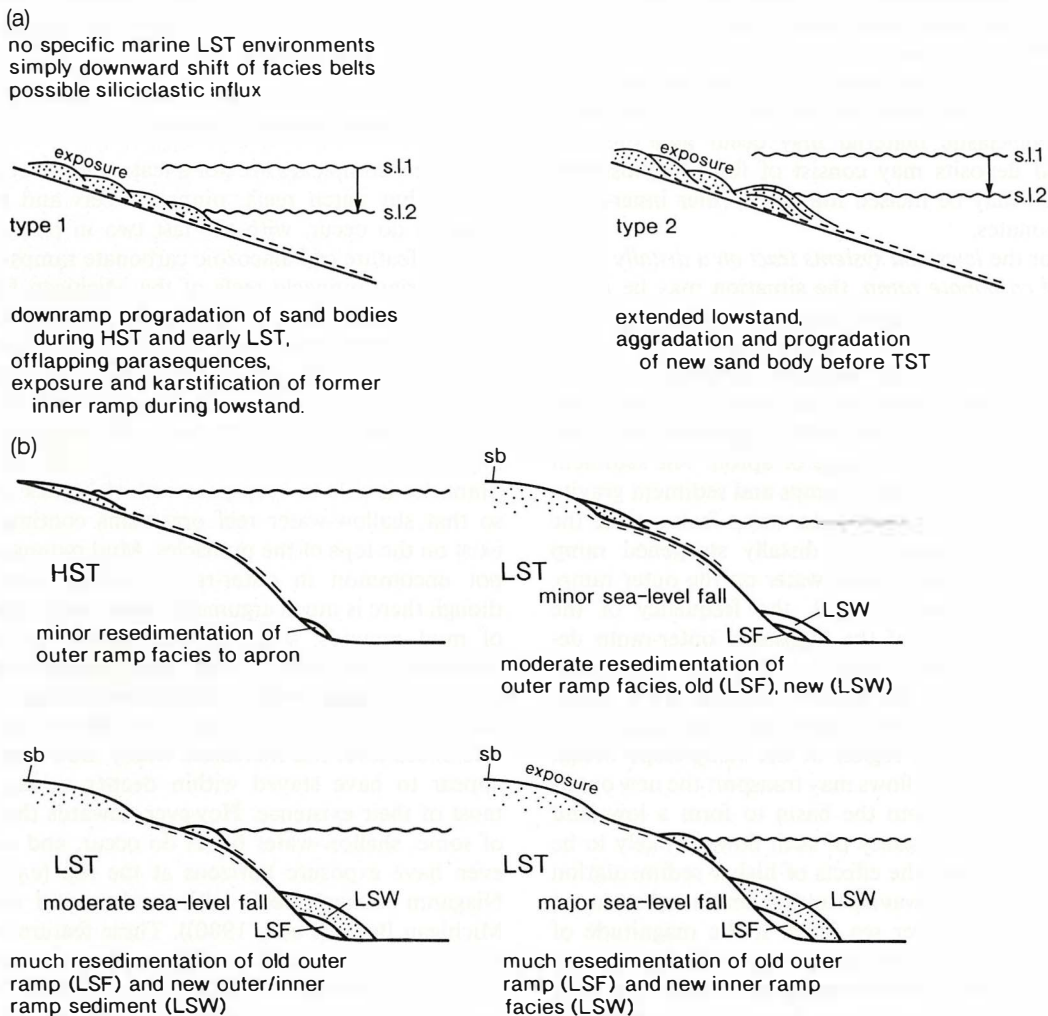 (a)
no specific marine LST environments
simply downward shift of facies belts
possible siliciclastic influx
exposure
s.l.1
s.l.2
type 1
downramp progradation of sand bodies
during HST and early LST,
offlapping parasequences,
exposure and karstification of former
inner ramp during lowstand.
exposure
s.l.1
s.l.2
type 2
extended lowstand,
aggradation and progradation
of new sand body before TST
(b)
HST
minor resedimentation of
outer ramp facies to apron
sb
LST
minor sea-level fall
LSW
LSF
moderate resedimentation of
outer ramp facies, old (LSF), new (LSW)
sb
LST
moderate sea-level fall
LSW
LSF
much resedimentation of old outer
ramp (LSF) and new outer/inner
ramp sediment (LSW)
sb
exposure
LST
major sea-level fall
LSW
LSF
much resedimentation of old outer
ramp (LSF) and new inner ramp
facies (LSW)